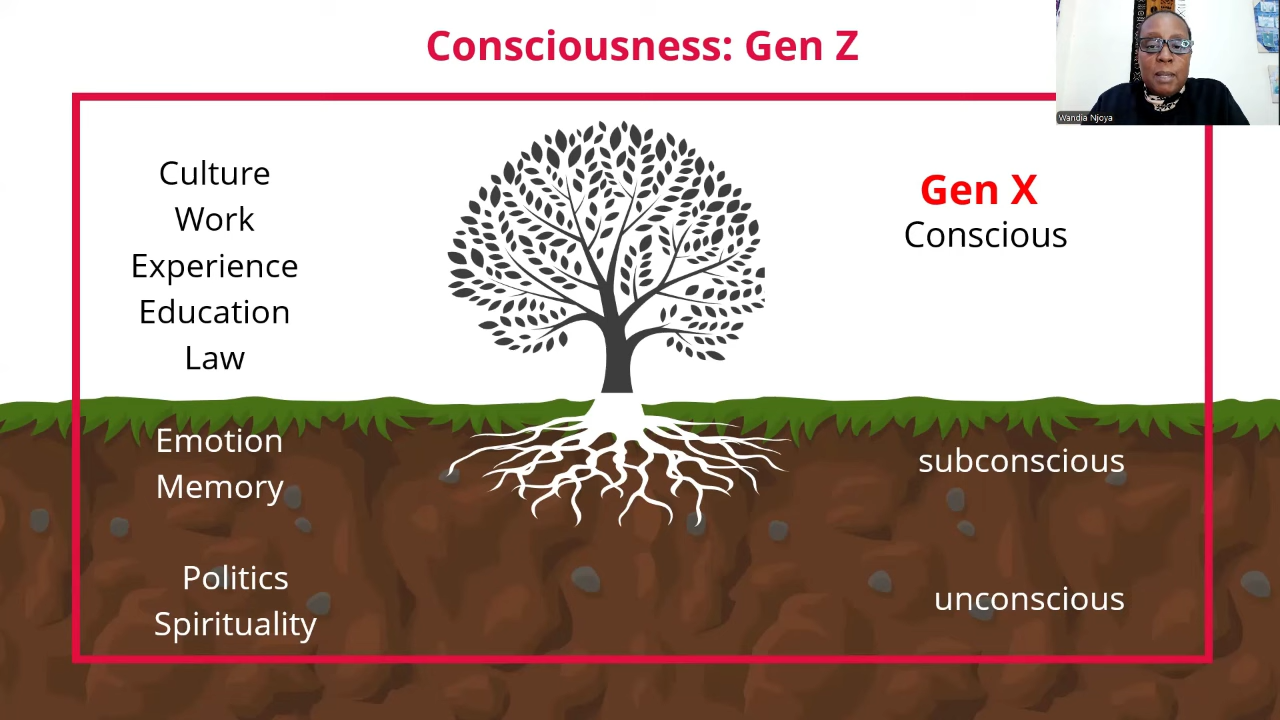 Consciousness: Gen Z
Wandia Njoya
Culture
Work
Experience
Education
Law
Gen X
Conscious
Emotion
Memory
subconscious
Politics
Spirituality
unconscious